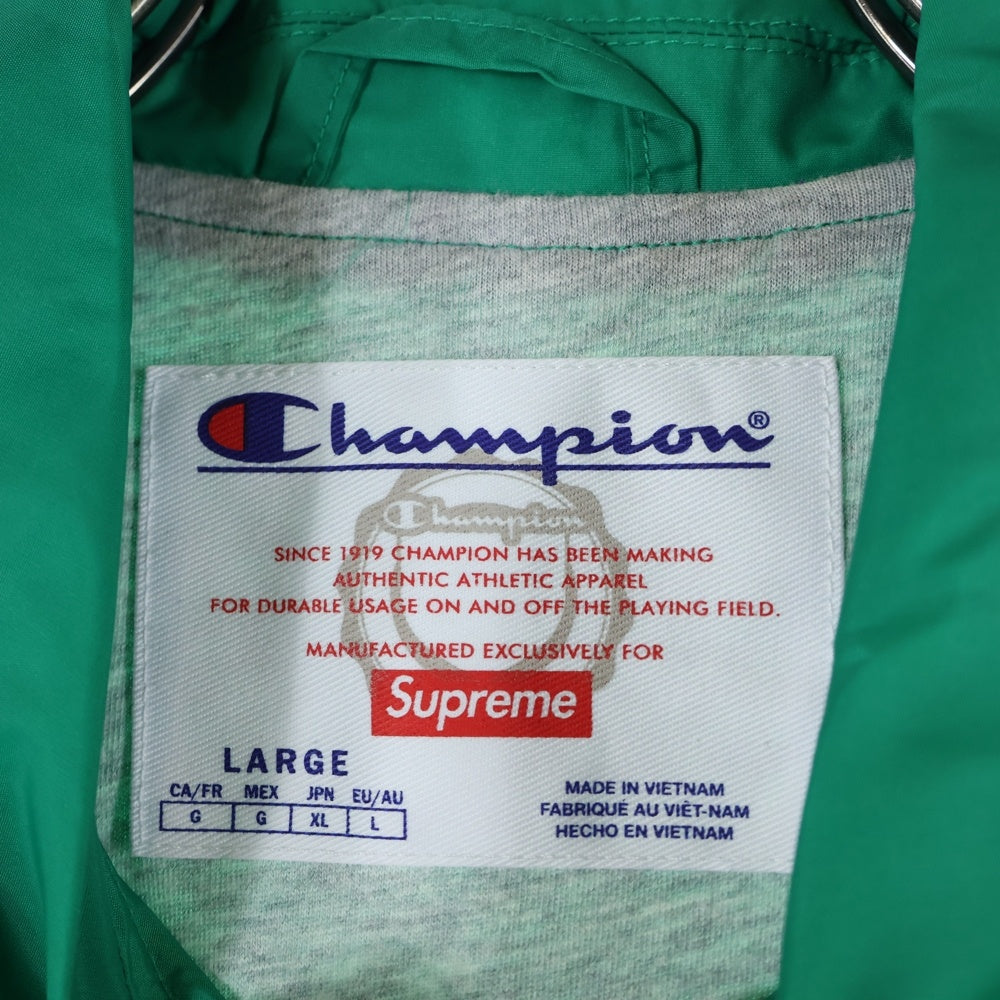 Champion®
Champion
SINCE 1919 CHAMPION HAS BEEN MAKING
AUTHENTIC ATHLETIC APPAREL
FOR DURABLE USAGE ON AND OFF THE PLAYING FIELD.
MANUFACTURED EXCLUSIVELY FOR
Supreme
LARGE
CA/FR MEX JPN EU/AU
G G XL L
MADE IN VIETNAM
FABRIQUÉ AU VIÊT-NAM
HECHO EN VIETNAM